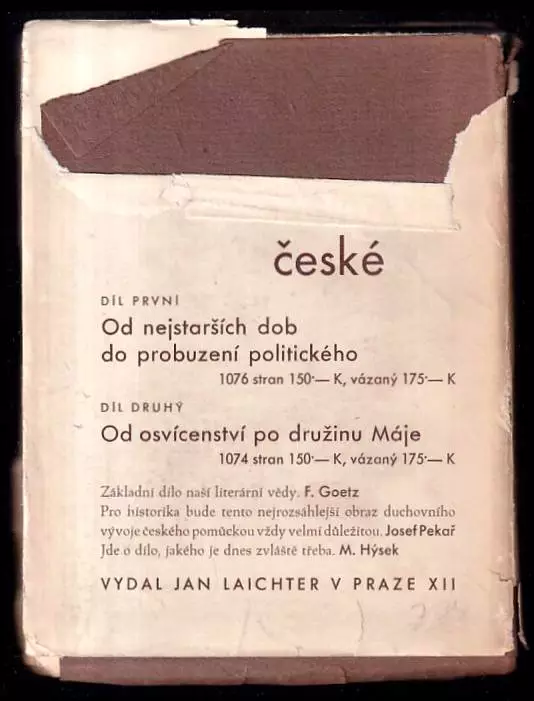 české
DÍL PRVNÍ
Od nejstarších dob
do probuzení politického
1076 stran 150·— K, vázaný 175·— K
DÍL DRUHÝ
Od osvícenství po družinu Máje
1074 stran 150·— K, vázaný 175·— K
Základní dílo naší literární vědy. F. Goetz
Pro historika bude tento nejrozsáhlejší obraz duchovního
vývoje českého pomůckou vždy velmi důležitou. Josef Pekař
Jde o dílo, jakého je dnes zvláště třeba. M. Hýsek
VYDAL JAN LAICHTER V PRAZE XII